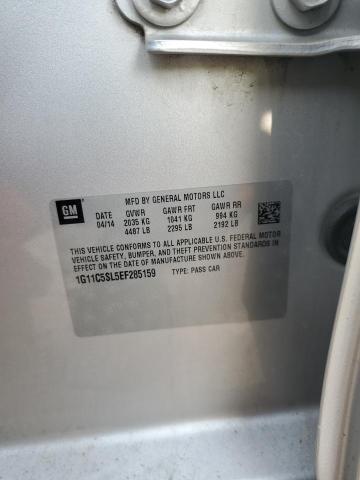 MFD BY GENERAL MOTORS LLC
GM
DATE GVWR GAWR FRT GAWR RR
04/14 2035 KG 1041 KG 994 KG
4487 LB 2295 LB 2192 LB
THIS VEHICLE CONFORMS TO ALL APPLICABLE U.S. FEDERAL MOTOR
VEHICLE SAFETY, BUMPER, AND THEFT PREVENTION STANDARDS IN
EFFECT ON THE DATE OF MANUFACTURE SHOWN ABOVE.
1G11C5SL5EF285159 TYPE: PASS CAR